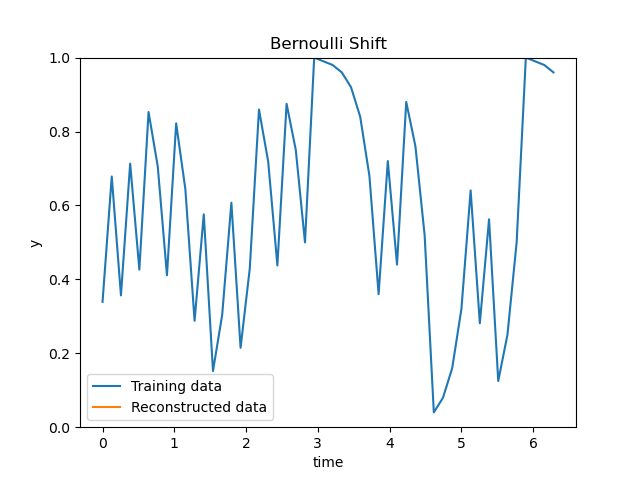 Bernoulli Shift
1.0
0.8
0.6
0.4
0.2
0.0
y
Training data
Reconstructed data
0 1 2 3 4 5 6
time